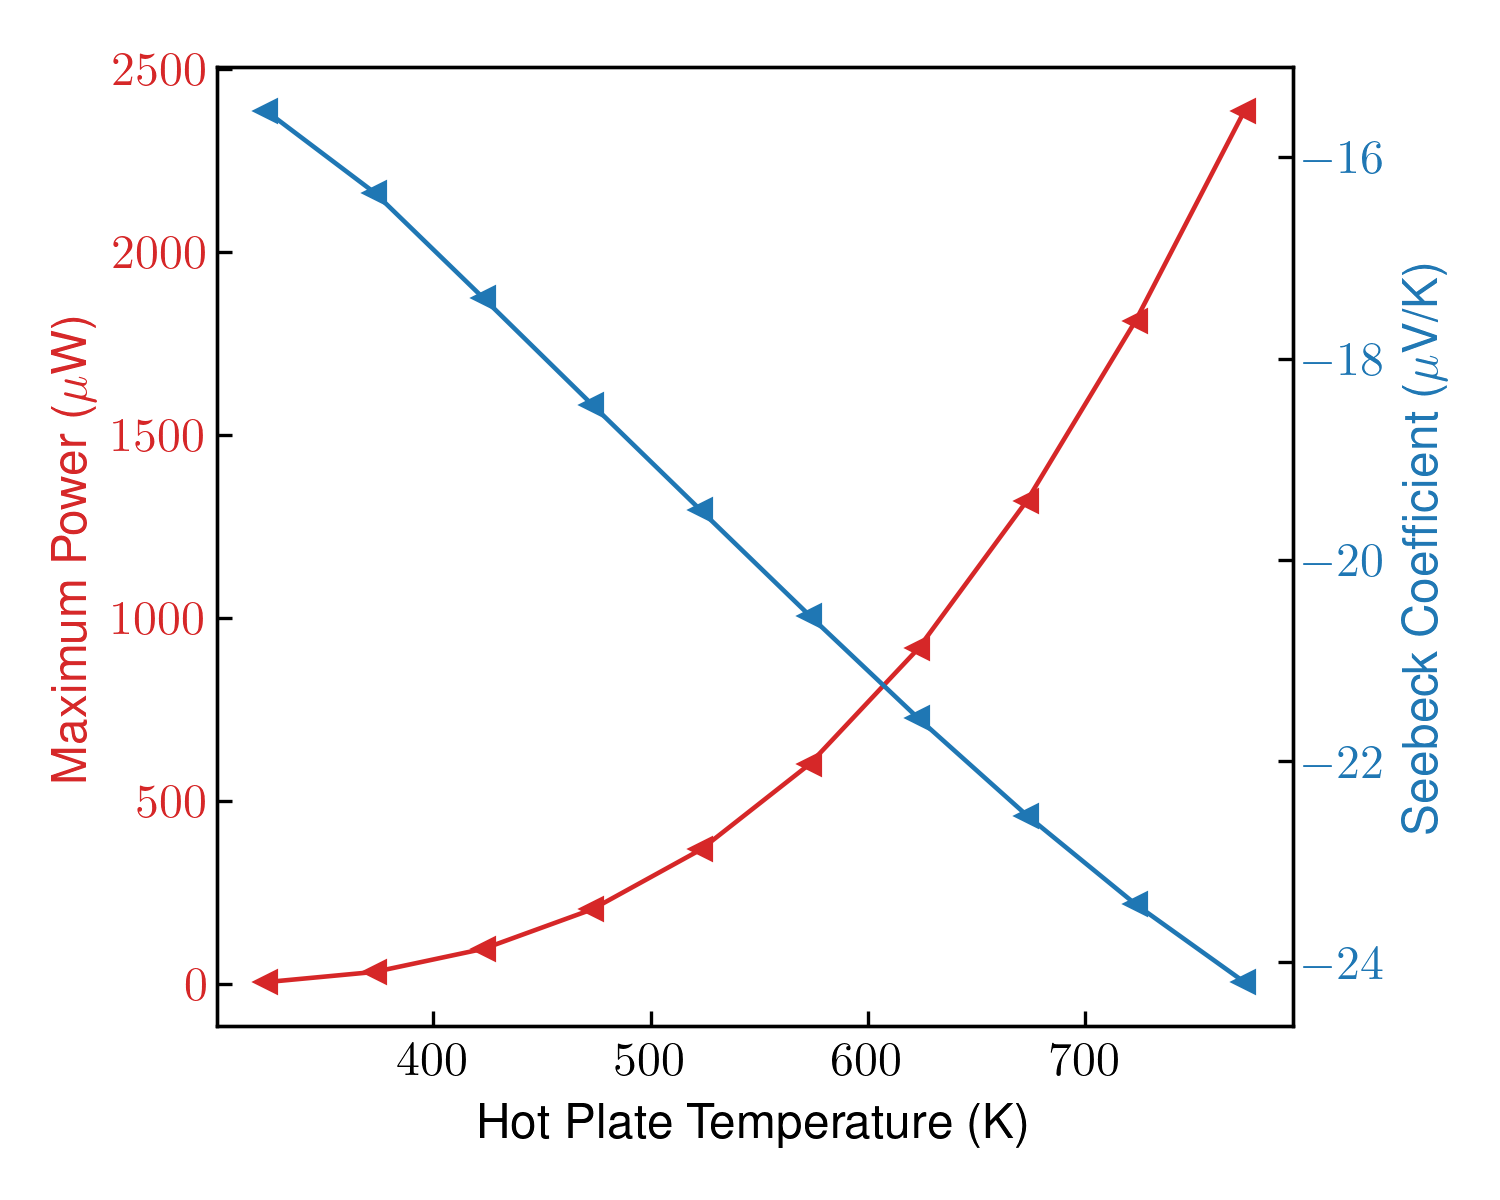 2500
2000
1500
1000
500
0
Maximum Power (μW)
400 500 600 700
Hot Plate Temperature (K)
−16
−18
−20
−22
−24
Seebeck Coefficient (μV/K)